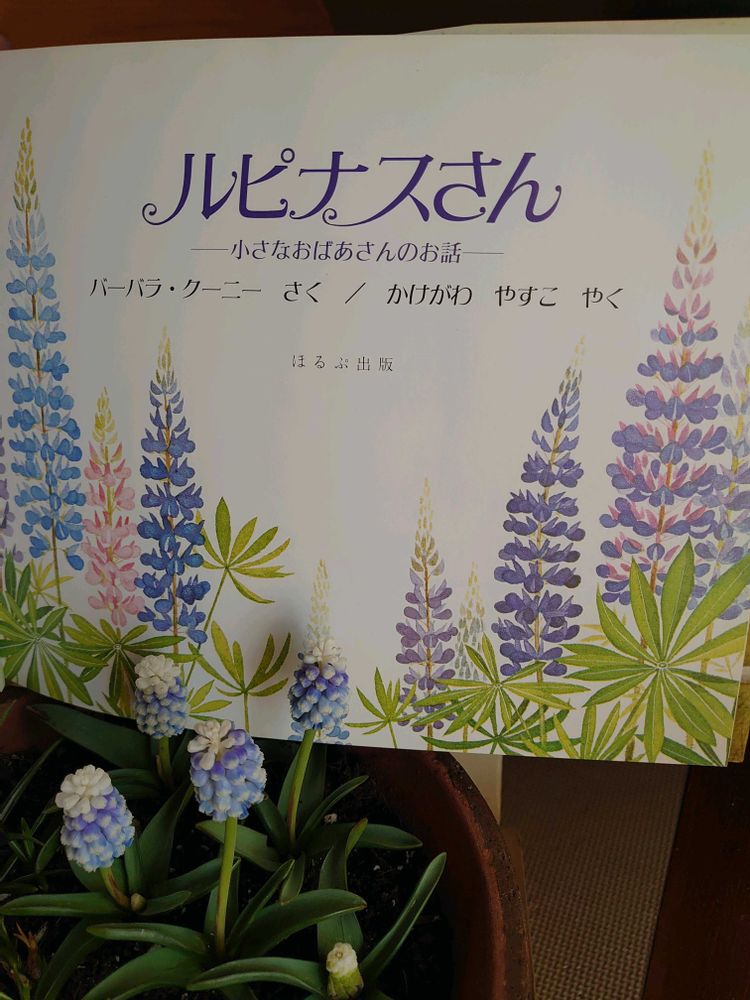 ルピナスさん
──小さなおばあさんのお話──
バーバラ・クーニー　さく　／　かけがわ　やすこ　やく
ほるぷ出版